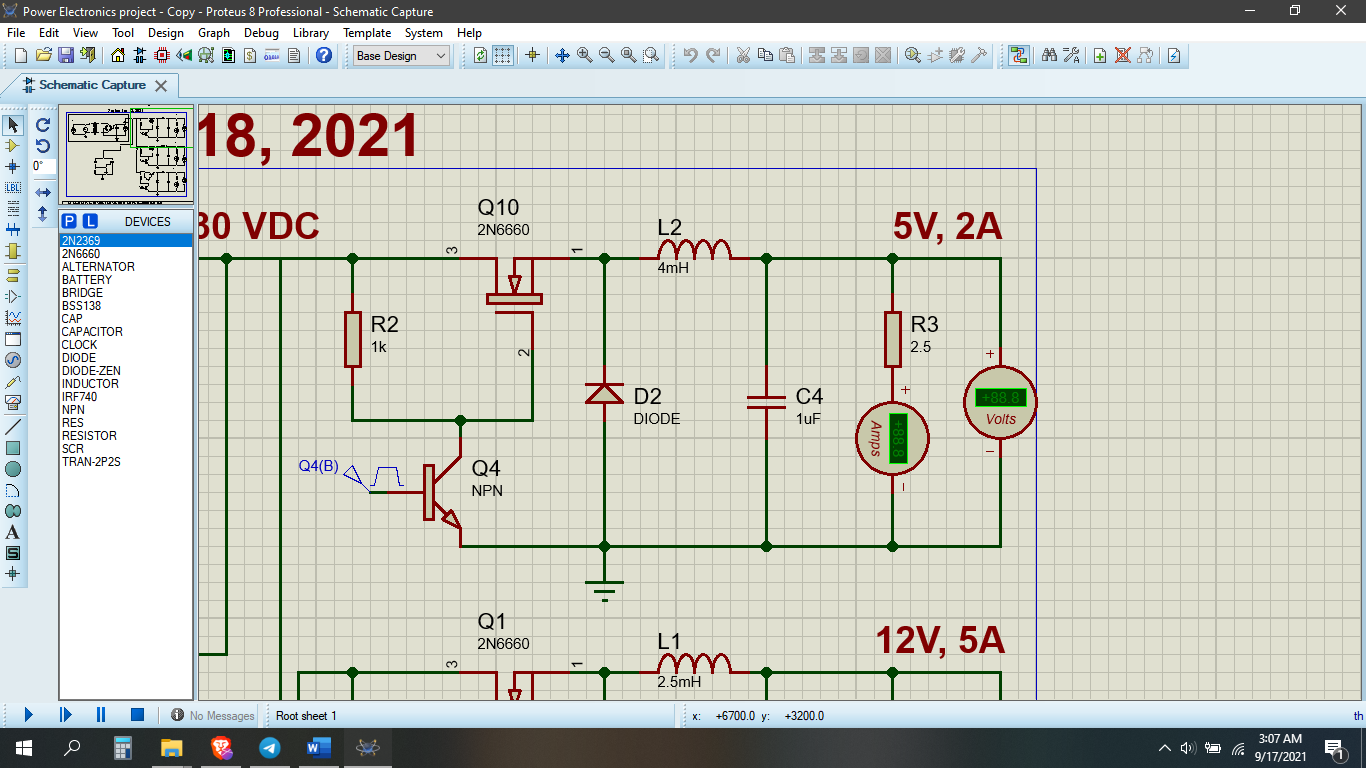 Power Electronics project - Copy - Proteus 8 Professional - Schematic Capture
File Edit View Tool Design Graph Debug Library Template System Help
Base Design
Schematic Capture
18, 2021
0°
LBL
P L DEVICES
2N2369
2N6660
ALTERNATOR
BATTERY
BRIDGE
BSS138
CAP
CAPACITOR
CLOCK
DIODE
DIODE-ZEN
INDUCTOR
IRF740
NPN
RES
RESISTOR
SCR
TRAN-2P2S
A
S
30 VDC
Q10
2N6660
3
1
2
L2
4mH
5V, 2A
R2
1k
R3
2.5
D2
DIODE
C4
1uF
+
+88.8
Amps
−
+
+88.8
Volts
−
Q4(B)
Q4
NPN
Q1
2N6660
3
1
L1
2.5mH
12V, 5A
No Messages
Root sheet 1
x: +6700.0 y: +3200.0
th
3:07 AM
9/17/2021
1